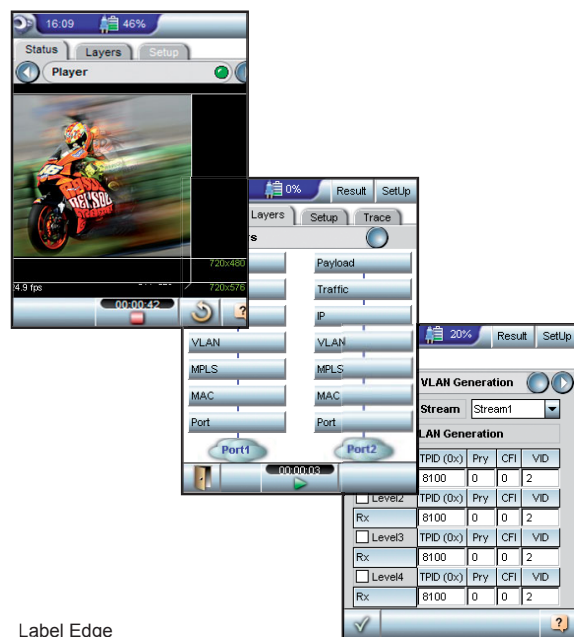 16:09 46%
Status Layers Setup
Player
720x480
4.9 fps 720x576
00:00:42
0% Result SetUp
Layers Setup Trace
rs
Payload
Traffic
IP
VLAN VLAN
MPLS MPLS
MAC MAC
Port Port
Port1 Port2
00:00:03
20% Result SetUp
VLAN Generation
Stream Stream1
LAN Generation
TPID (0x) Pry CFI VID
8100 0 0 2
Level2 TPID (0x) Pry CFI VID
Rx 8100 0 0 2
Level3 TPID (0x) Pry CFI VID
Rx 8100 0 0 2
Level4 TPID (0x) Pry CFI VID
Rx 8100 0 0 2
Label Edge